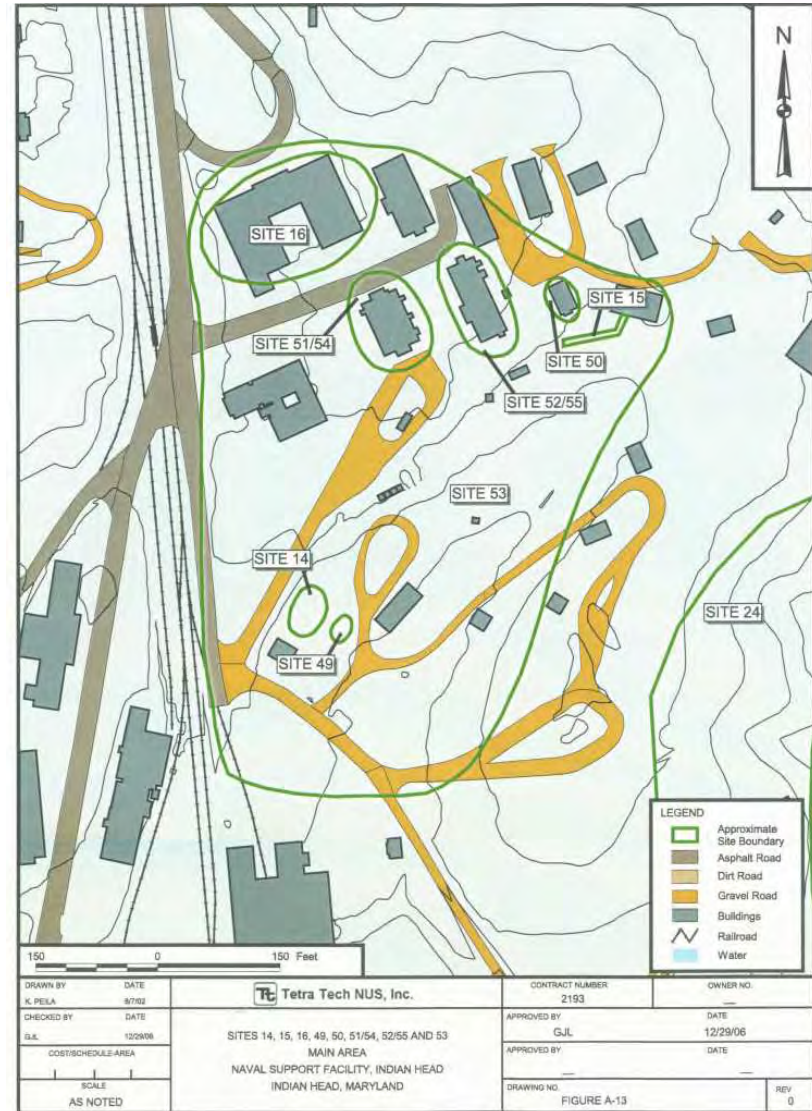 N
SITE 16
SITE 15
SITE 51/54
SITE 50
SITE 52/55
SITE 53
SITE 14
SITE 24
SITE 49
LEGEND
Approximate
Site Boundary
Asphalt Road
Dirt Road
Gravel Road
Buildings
Railroad
Water
150 0 150 Feet
DRAWN BY DATE
K. PEILA 8/7/02
CHECKED BY DATE
GJL 12/29/06
COST/SCHEDULE-AREA
SCALE
AS NOTED
Tt Tetra Tech NUS, Inc.
SITES 14, 15, 16, 49, 50, 51/54, 52/55 AND 53
MAIN AREA
NAVAL SUPPORT FACILITY, INDIAN HEAD
INDIAN HEAD, MARYLAND
CONTRACT NUMBER
2193
OWNER NO.
—
APPROVED BY DATE
GJL 12/29/06
APPROVED BY DATE
— —
DRAWING NO.
FIGURE A-13
REV
0